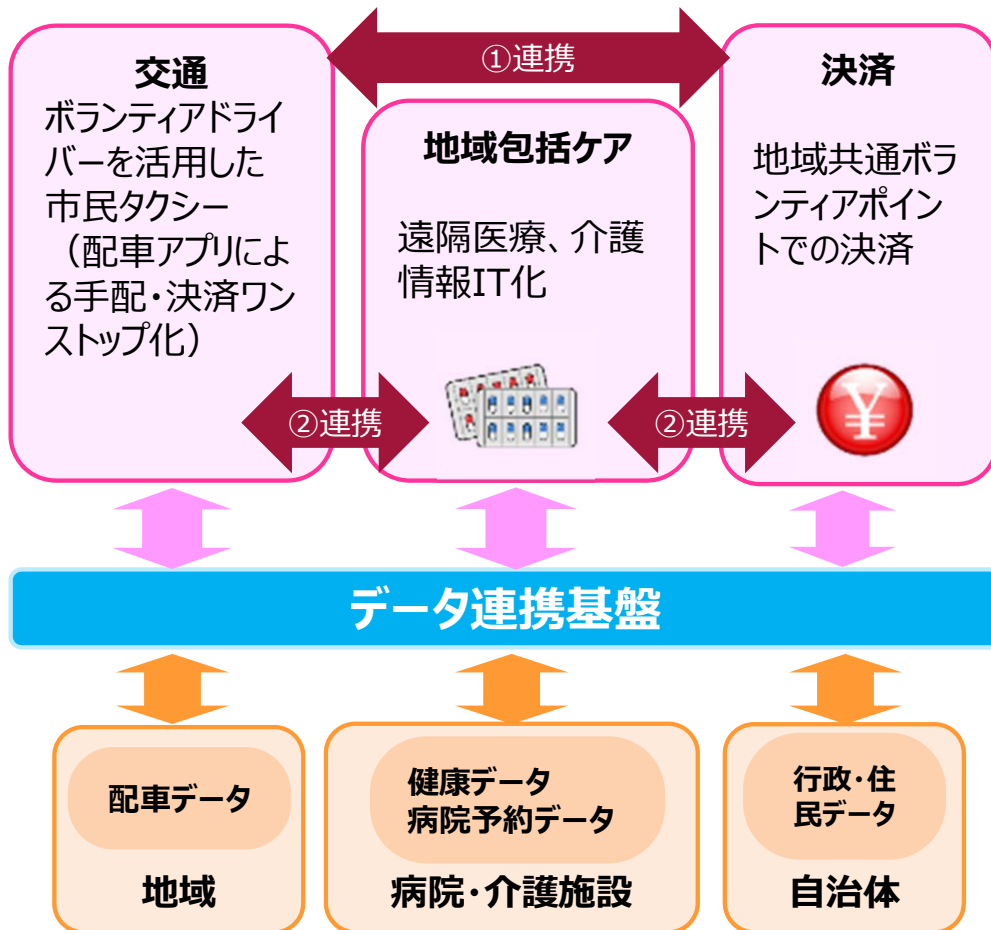 ①連携
交通
ボランティアドライ
バーを活用した
市民タクシー
（配車アプリによ
る手配・決済ワン
ストップ化）
地域包括ケア
遠隔医療、介護
情報IT化
決済
地域共通ボラ
ンティアポイン
トでの決済
②連携
②連携
¥
データ連携基盤
配車データ
地域
健康データ
病院予約データ
病院・介護施設
行政・住
民データ
自治体